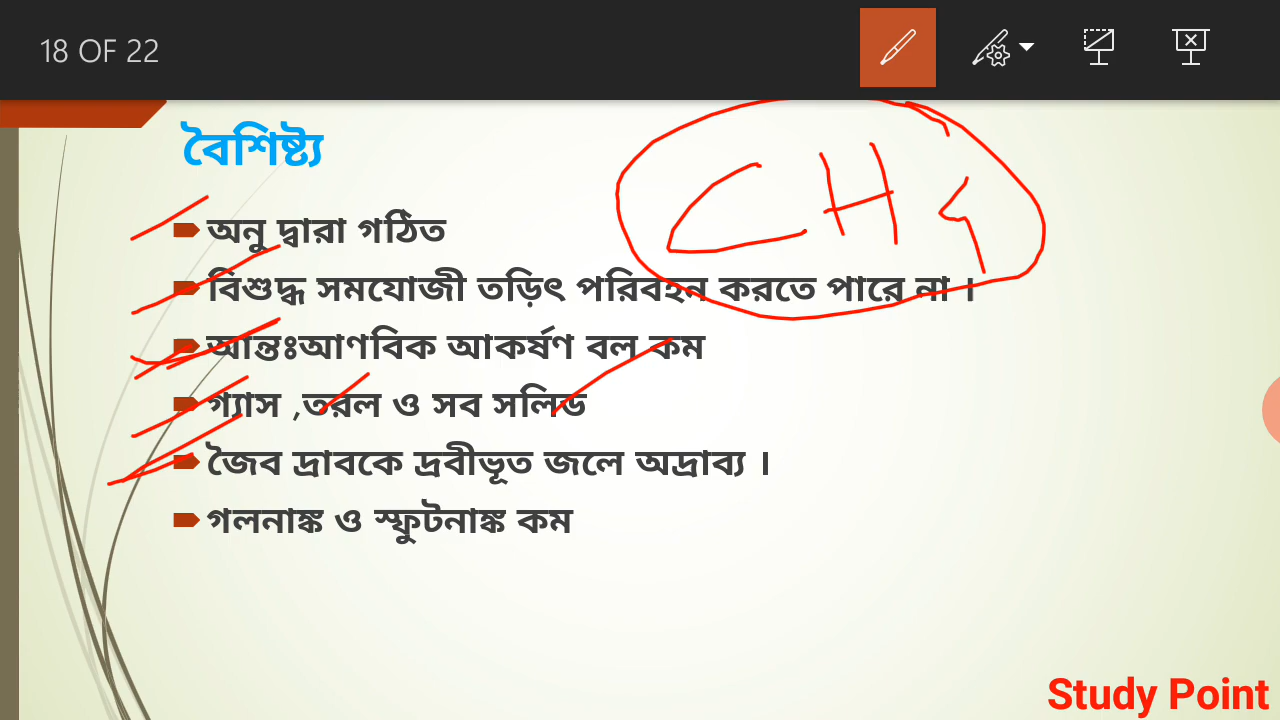 18 OF 22
বৈশিষ্ট্য
CH4
অনু দ্বারা গঠিত
বিশুদ্ধ সমযোজী তড়িৎ পরিবহন করতে পারে না ।
আন্তঃআণবিক আকর্ষণ বল কম
গ্যাস ,তরল ও সব সলিড
জৈব দ্রাবকে দ্রবীভূত জলে অদ্রাব্য ।
গলনাঙ্ক ও স্ফুটনাঙ্ক কম
Study Point